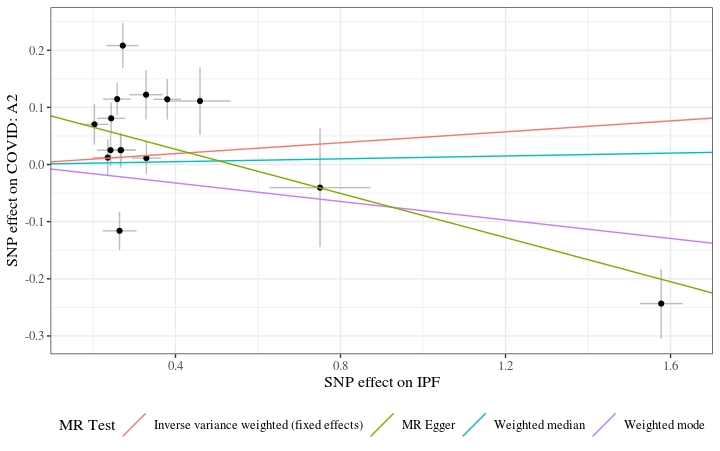 SNP effect on COVID: A2
0.2
0.1
0.0
-0.1
-0.2
-0.3
0.4 0.8 1.2 1.6
SNP effect on IPF
MR Test Inverse variance weighted (fixed effects) MR Egger Weighted median Weighted mode